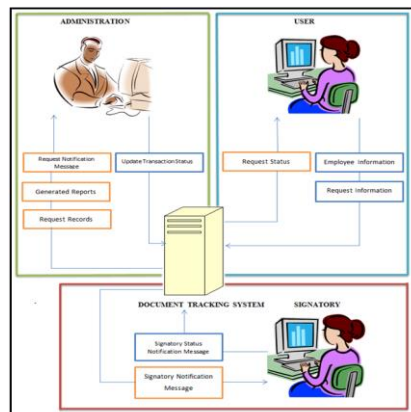 ADMINISTRATION
USER
Request Notification
Message
Update Transaction Status
Generated Reports
Request Records
Request Status
Employee Information
Request Information
DOCUMENT TRACKING SYSTEM
SIGNATORY
Signatory Status
Notification Message
Signatory Notification
Message